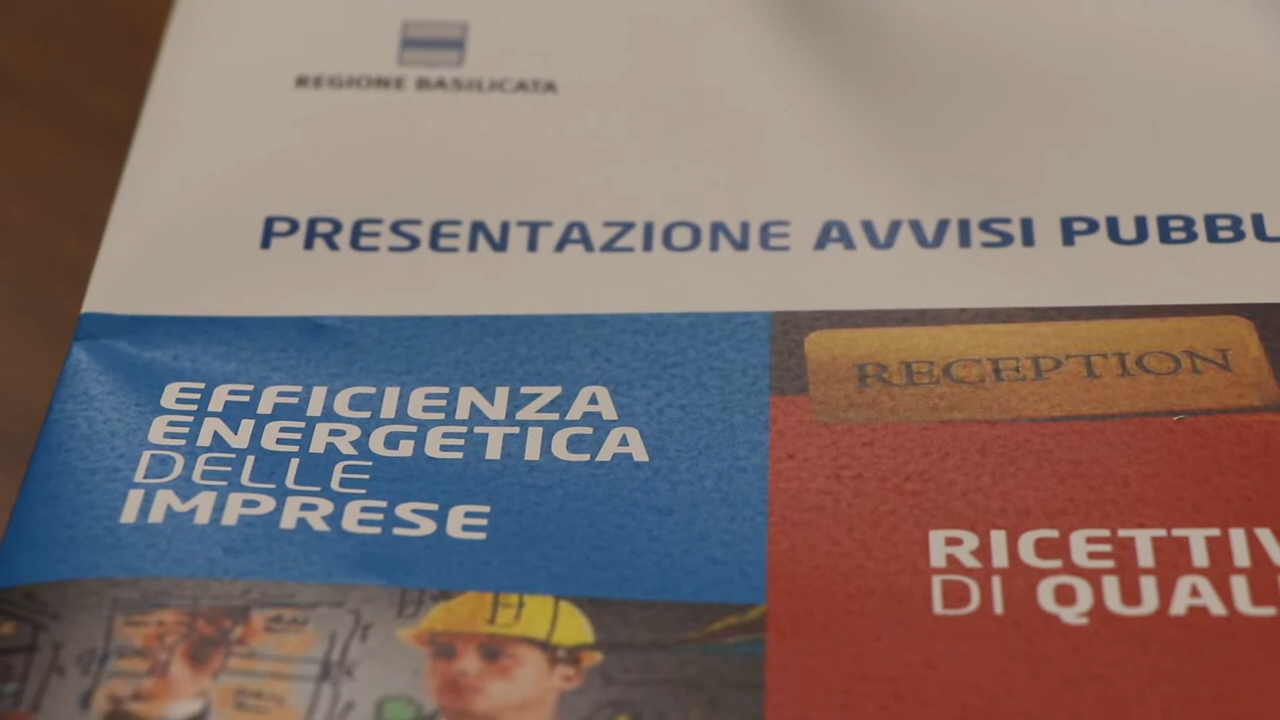 REGIONE BASILICATA
PRESENTAZIONE AVVISI PUBBL
EFFICIENZA
ENERGETICA
DELLE
IMPRESE
RECEPTION
RICETTIV
DI QUAL